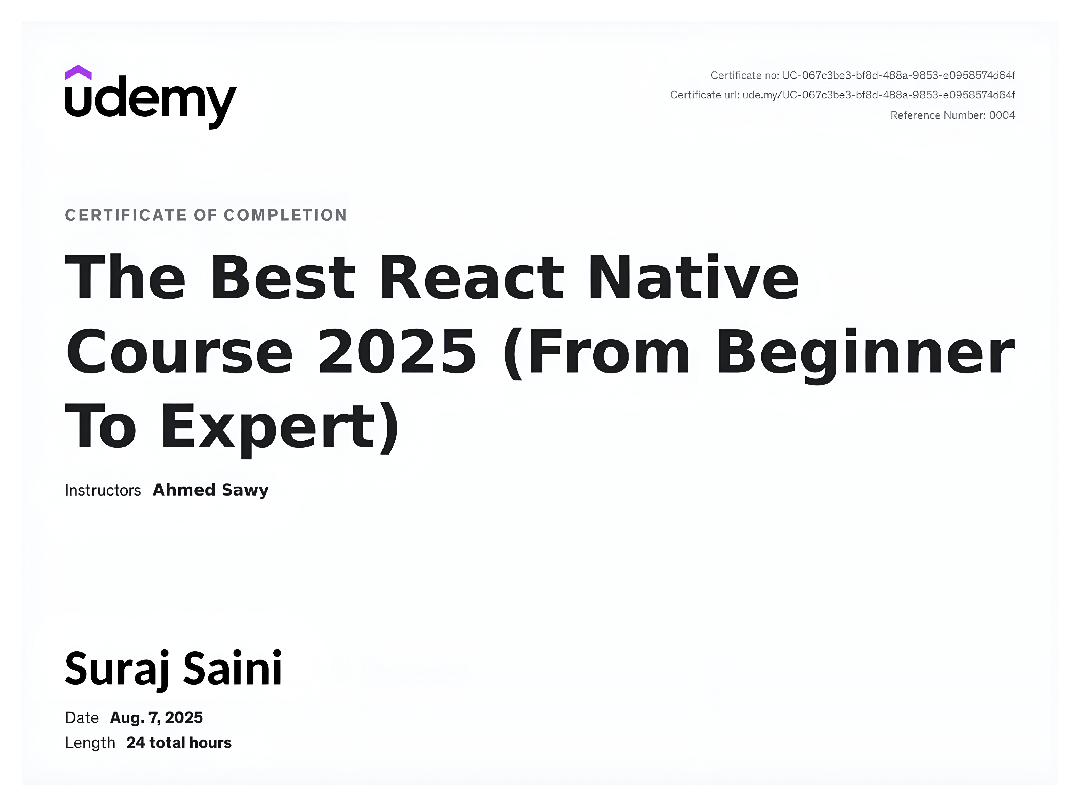 udemy
Certificate no: UC-067c3be3-bf8d-488a-9853-e0958574d64f
Certificate url: ude.my/UC-067c3be3-bf8d-488a-9853-e0958574d64f
Reference Number: 0004
CERTIFICATE OF COMPLETION
The Best React Native
Course 2025 (From Beginner
To Expert)
Instructors Ahmed Sawy
Suraj Saini
Date Aug. 7, 2025
Length 24 total hours